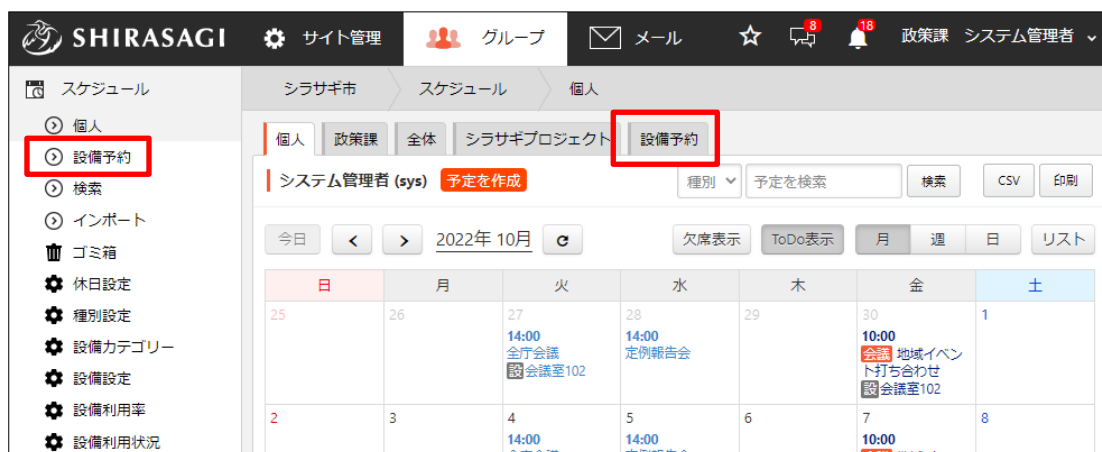 SHIRASAGI サイト管理 グループ メール 8 18 政策課 システム管理者
スケジュール
個人
設備予約
検索
インポート
ゴミ箱
休日設定
種別設定
設備カテゴリー
設備設定
設備利用率
設備利用状況
シラサギ市 スケジュール 個人
個人 政策課 全体 シラサギプロジェクト 設備予約
システム管理者 (sys) 予定を作成 種別 予定を検索 検索 CSV 印刷
今日 2022年 10月 欠席表示 ToDo表示 月 週 日 リスト
日 月 火 水 木 金 土
25 26 27 28 29 30 1
14:00 14:00 10:00
全庁会議 定例報告会 会議 地域イベン
設 会議室102 ト打ち合わせ
設 会議室102
2 3 4 5 6 7 8
14:00 14:00 10:00